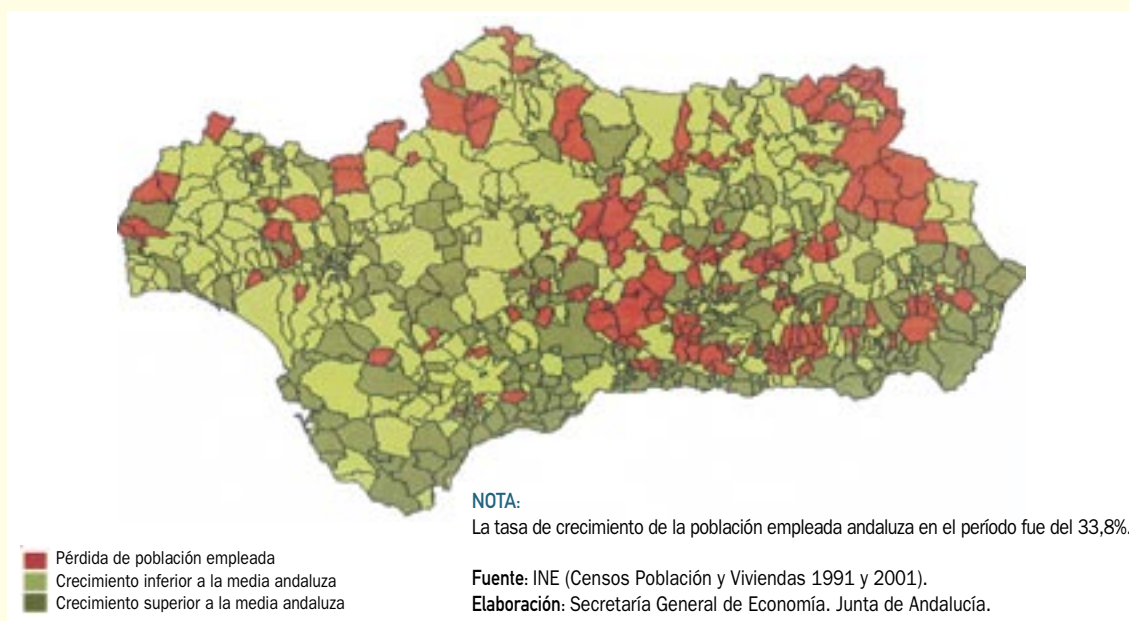 NOTA:
La tasa de crecimiento de la población empleada andaluza en el período fue del 33,8%.
Pérdida de población empleada
Crecimiento inferior a la media andaluza
Crecimiento superior a la media andaluza
Fuente: INE (Censos Población y Viviendas 1991 y 2001).
Elaboración: Secretaría General de Economía. Junta de Andalucía.